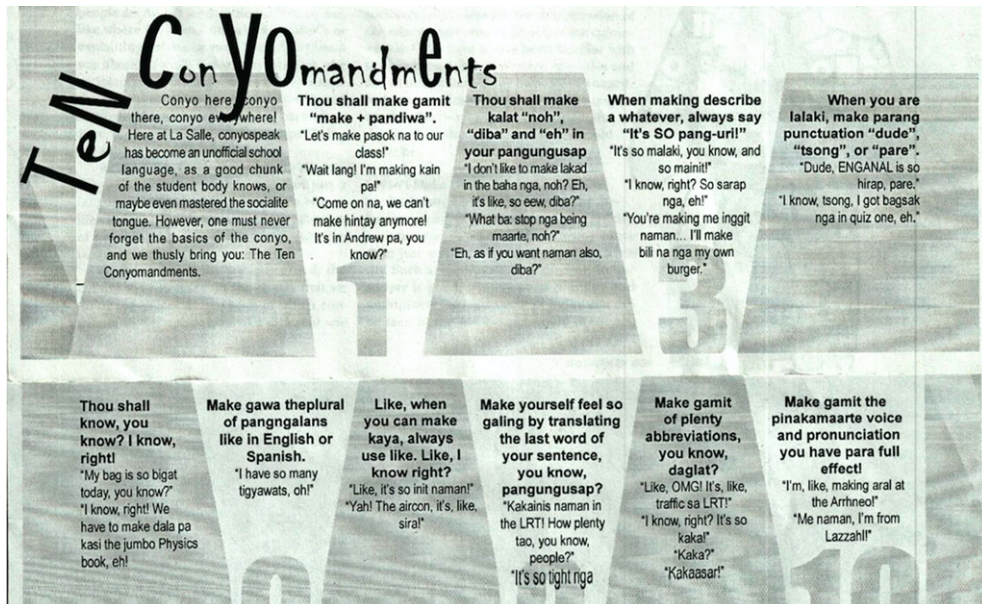 TeN ConYOmandmEnts
Conyo here, conyo
there, conyo everywhere!
Here at La Salle, conyospeak
has become an unofficial school
language, as a good chunk
of the student body knows, or
maybe even mastered the socialite
tongue. However, one must never
forget the basics of the conyo,
and we thusly bring you: The Ten
Conyomandments.
Thou shall make gamit
“make + pandiwa”.
“Let's make pasok na to our
class!”
“Wait lang! I'm making kain
pa!”
“Come on na, we can't
make hintay anymore!
It's in Andrew pa, you
know?”
1
Thou shall make
kalat “noh”,
“diba” and “eh” in
your pangungusap
“I don't like to make lakad
in the baha nga, noh? Eh,
it's like, so eew, diba?”
“What ba: stop nga being
maarte, noh?”
“Eh, as if you want naman also,
diba?”
When making describe
a whatever, always say
“It's SO pang-uri!”
“It's so malaki, you know, and
so mainit!”
“I know, right? So sarap
nga, eh!”
“You're making me inggit
naman... I'll make
bili na nga my own
burger.”
3
When you are
lalaki, make parang
punctuation “dude”,
“tsong”, or “pare”.
“Dude, ENGANAL is so
hirap, pare.”
“I know, tsong, I got bagsak
nga in quiz one, eh.”
Thou shall
know, you
know? I know,
right!
“My bag is so bigat
today, you know?”
“I know, right! We
have to make dala pa
kasi the jumbo Physics
book, eh!
Make gawa theplural
of pangngalans
like in English or
Spanish.
“I have so many
tigyawats, oh!”
Like, when
you can make
kaya, always
use like. Like, I
know right?
“Like, it's so init naman!”
“Yah! The aircon, it's, like,
sira!”
Make yourself feel so
galing by translating
the last word of
your sentence,
you know,
pangungusap?
“Kakainis naman in
the LRT! How plenty
tao, you know,
people?”
“It's so tight nga
Make gamit
of plenty
abbreviations,
you know,
daglat?
“Like, OMG! It's, like,
traffic sa LRT!”
“I know, right? It's so
kaka!”
“Kaka?”
“Kakaasar!”
Make gamit the
pinakamaarte voice
and pronunciation
you have para full
effect!
“I'm, like, making aral at
the Arrhneo!”
“Me naman, I'm from
Lazzahl!”
10